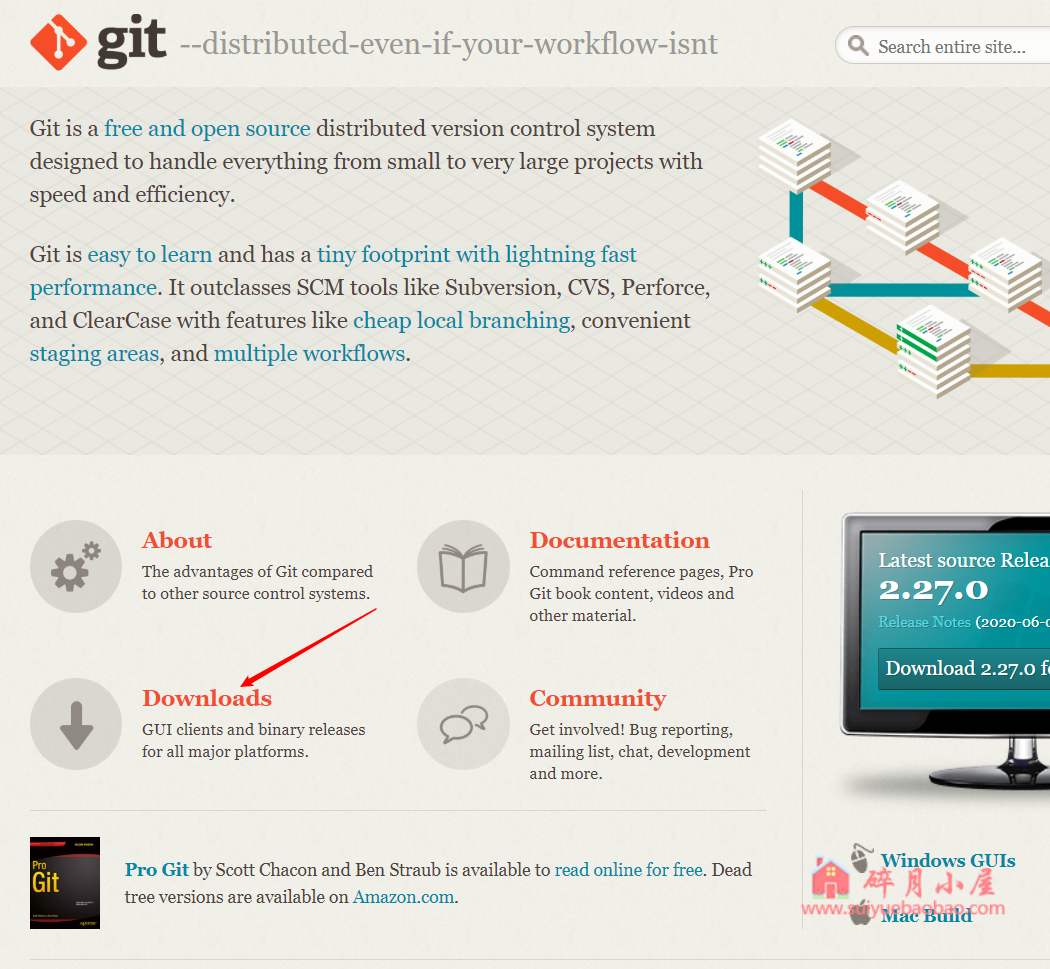 git --distributed-even-if-your-workflow-isnt
Search entire site...
Git is a free and open source distributed version control system
designed to handle everything from small to very large projects with
speed and efficiency.
Git is easy to learn and has a tiny footprint with lightning fast
performance. It outclasses SCM tools like Subversion, CVS, Perforce,
and ClearCase with features like cheap local branching, convenient
staging areas, and multiple workflows.
About
The advantages of Git compared
to other source control systems.
Documentation
Command reference pages, Pro
Git book content, videos and
other material.
Downloads
GUI clients and binary releases
for all major platforms.
Community
Get involved! Bug reporting,
mailing list, chat, development
and more.
Latest source Relea
2.27.0
Release Notes (2020-06-0
Download 2.27.0 fo
Pro
Git
Pro Git by Scott Chacon and Ben Straub is available to read online for free. Dead
tree versions are available on Amazon.com.
Windows GUIs
碎月小屋
www.suiyuebaobao.com
Mac Build